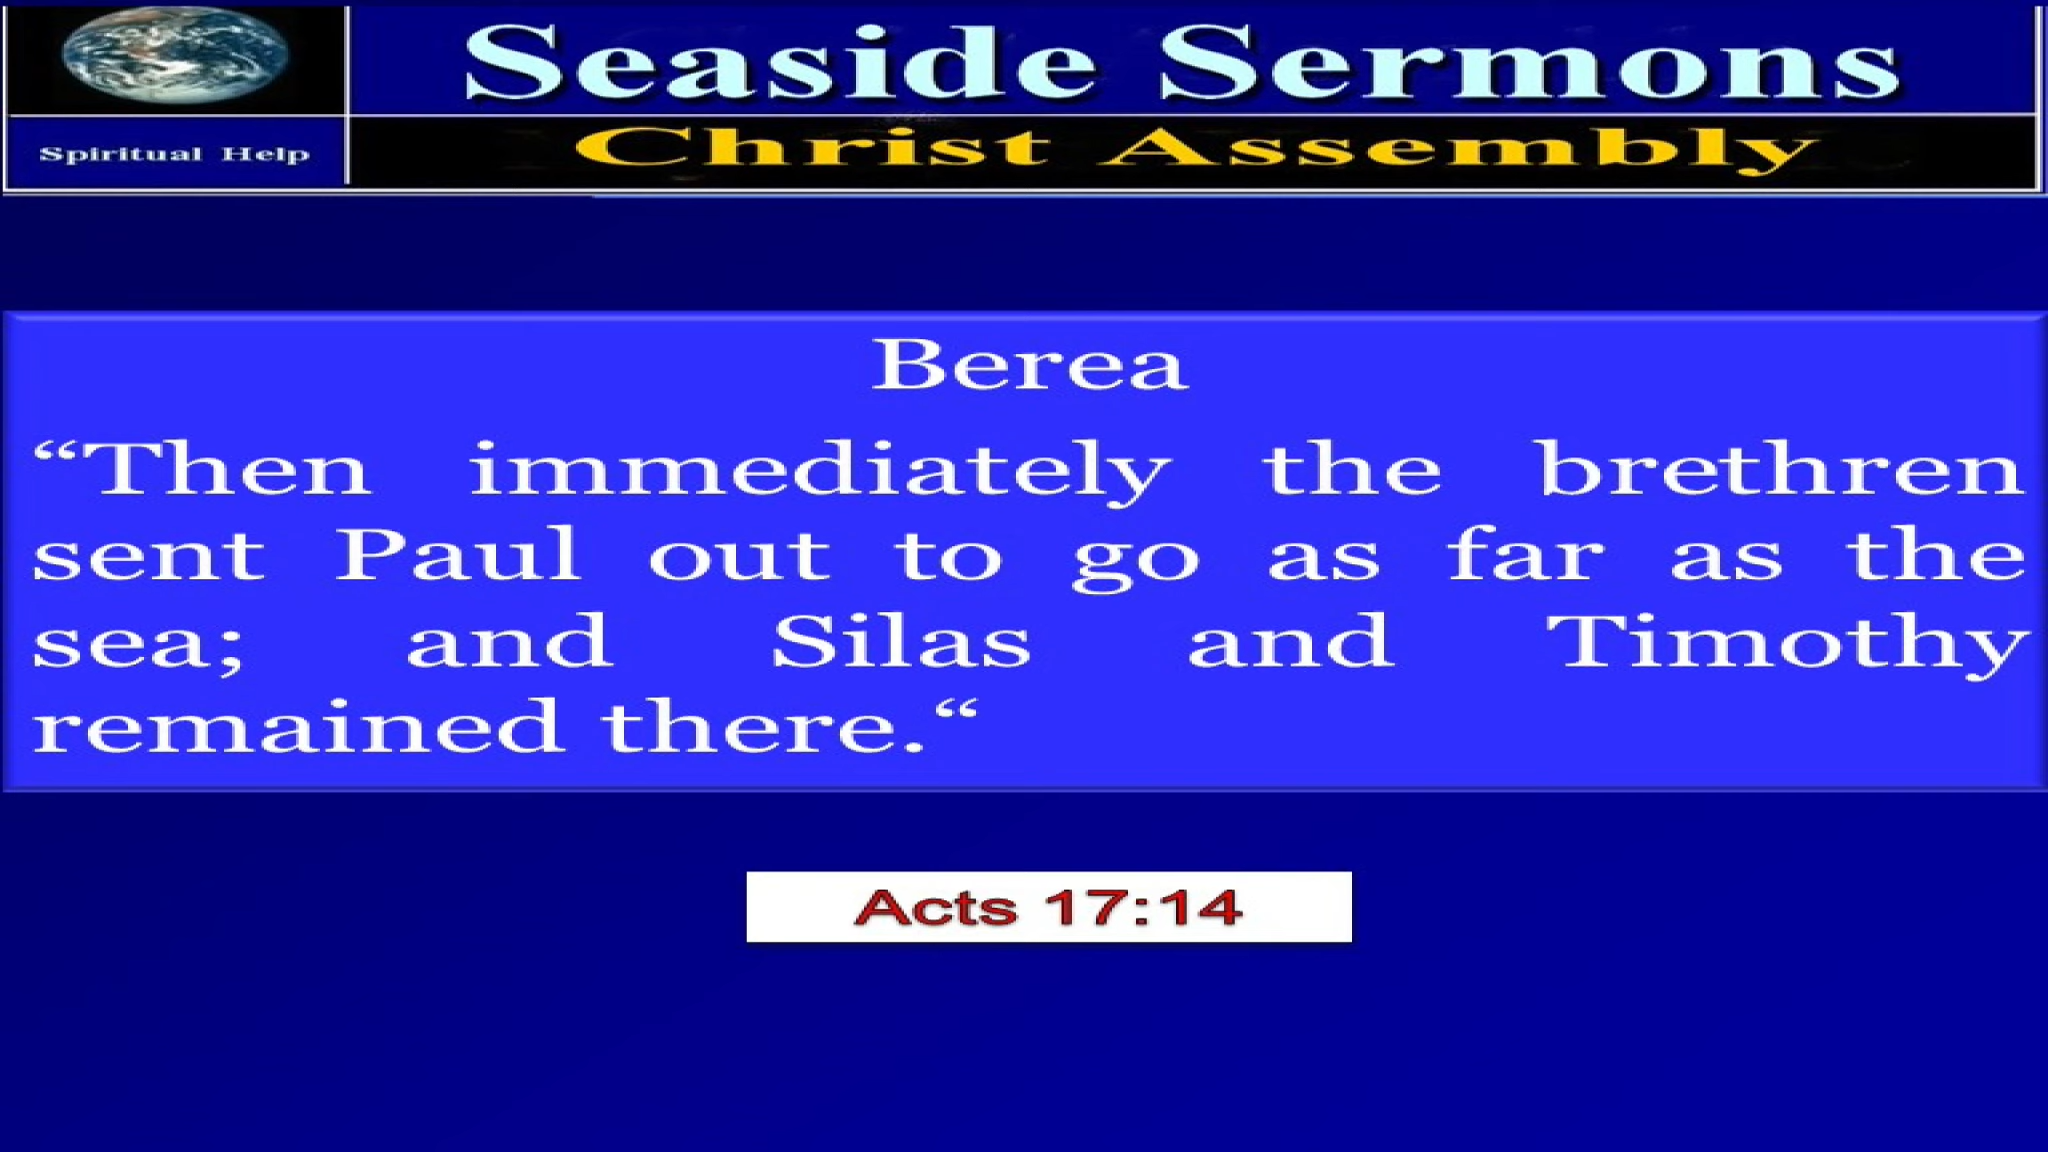 Seaside Sermons
Spiritual Help
Christ Assembly
Berea
“Then immediately the brethren
sent Paul out to go as far as the
sea; and Silas and Timothy
remained there.“
Acts 17:14